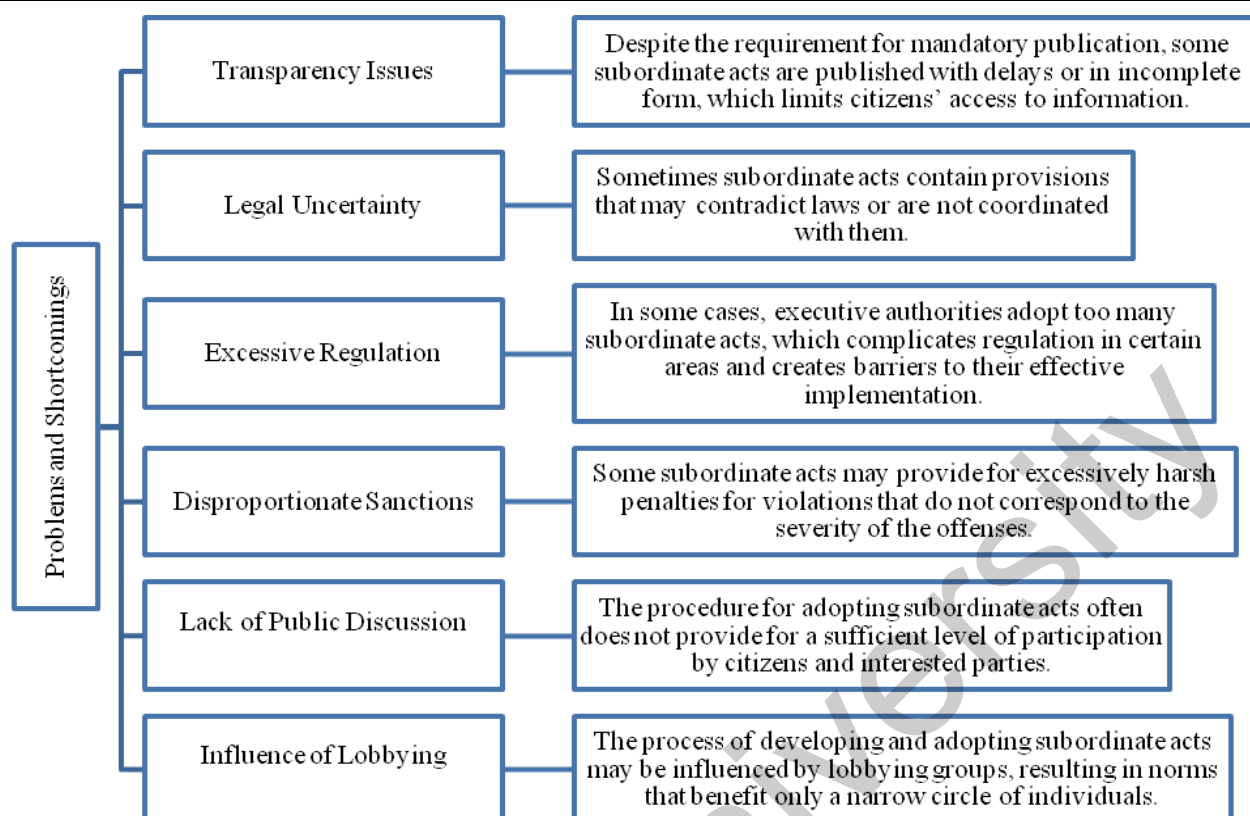 Problems and Shortcomings
Transparency Issues
Despite the requirement for mandatory publication, some
subordinate acts are published with delays or in incomplete
form, which limits citizens’ access to information.
Legal Uncertainty
Sometimes subordinate acts contain provisions
that may contradict laws or are not coordinated
with them.
Excessive Regulation
In some cases, executive authorities adopt too many
subordinate acts, which complicates regulation in certain
areas and creates barriers to their effective
implementation.
Disproportionate Sanctions
Some subordinate acts may provide for excessively harsh
penalties for violations that do not correspond to the
severity of the offenses.
Lack of Public Discussion
The procedure for adopting subordinate acts often
does not provide for a sufficient level of participation
by citizens and interested parties.
Influence of Lobbying
The process of developing and adopting subordinate acts
may be influenced by lobbying groups, resulting in norms
that benefit only a narrow circle of individuals.
iversity